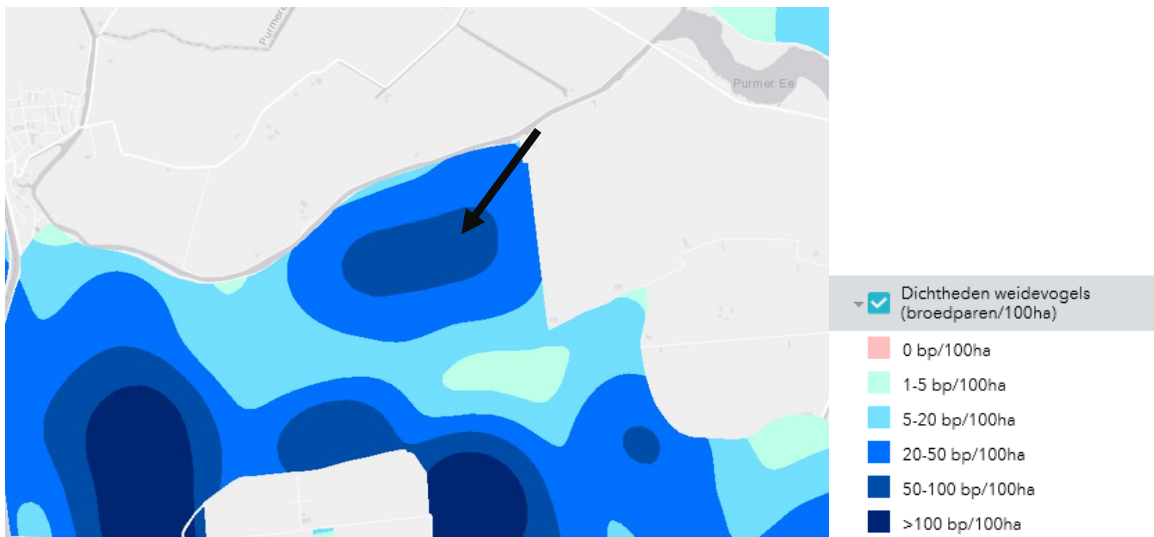 Purmer Ee
Dichtheden weidevogels
(broedparen/100ha)
0 bp/100ha
1-5 bp/100ha
5-20 bp/100ha
20-50 bp/100ha
50-100 bp/100ha
>100 bp/100ha